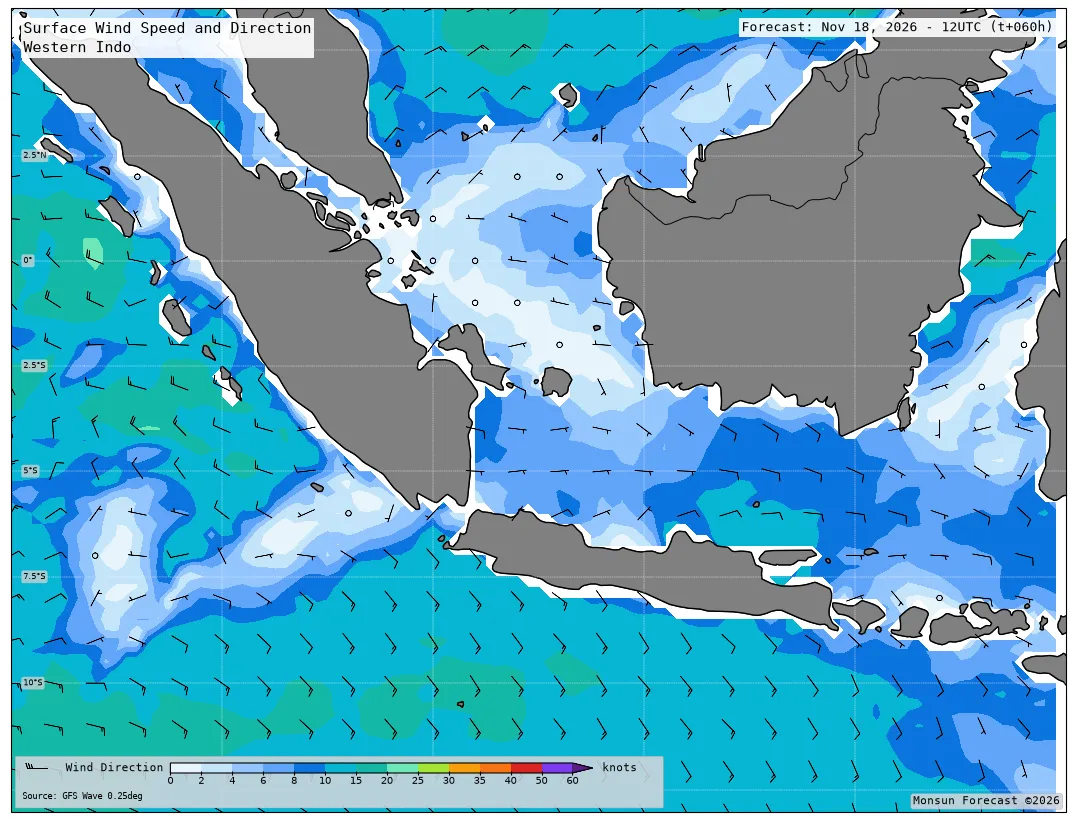 Surface Wind Speed and Direction
Western Indo
Forecast: Nov 18, 2026 - 12UTC (t+060h)
2.5°N
0°
2.5°S
5°S
7.5°S
10°S
Wind Direction
0 2 4 6 8 10 15 20 25 30 35 40 50 60
knots
Source: GFS Wave 0.25deg
Monsun Forecast ©2026